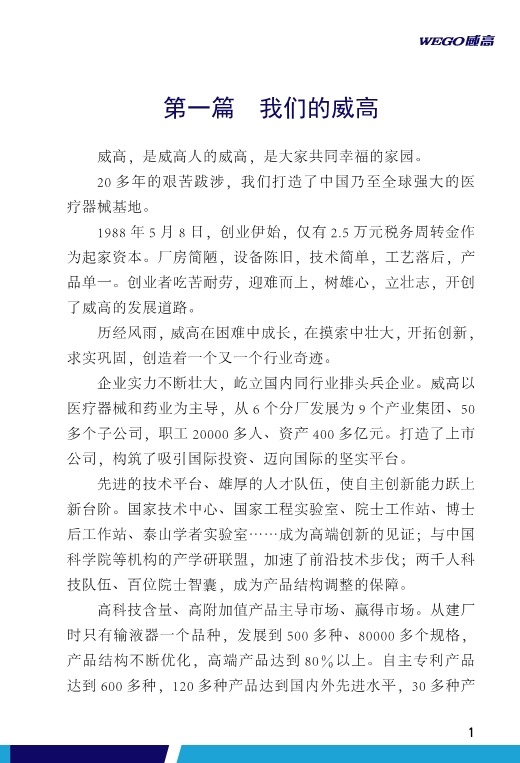 WEGO威高
第一篇 我们的威高
威高，是威高人的威高，是大家共同幸福的家园。
20 多年的艰苦跋涉，我们打造了中国乃至全球强大的医
疗器械基地。
1988 年 5 月 8 日，创业伊始，仅有 2.5 万元税务周转金作
为起家资本。厂房简陋，设备陈旧，技术简单，工艺落后，产
品单一。创业者吃苦耐劳，迎难而上，树雄心，立壮志，开创
了威高的发展道路。
历经风雨，威高在困难中成长，在摸索中壮大，开拓创新，
求实巩固，创造着一个又一个行业奇迹。
企业实力不断壮大，屹立国内同行业排头兵企业。威高以
医疗器械和药业为主导，从 6 个分厂发展为 9 个产业集团、50
多个子公司，职工 20000 多人、资产 400 多亿元。打造了上市
公司，构筑了吸引国际投资、迈向国际的坚实平台。
先进的技术平台、雄厚的人才队伍，使自主创新能力跃上
新台阶。国家技术中心、国家工程实验室、院士工作站、博士
后工作站、泰山学者实验室……成为高端创新的见证；与中国
科学院等机构的产学研联盟，加速了前沿技术步伐；两千人科
技队伍、百位院士智囊，成为产品结构调整的保障。
高科技含量、高附加值产品主导市场、赢得市场。从建厂
时只有输液器一个品种，发展到 500 多种、80000 多个规格，
产品结构不断优化，高端产品达到 80％以上。自主专利产品
达到 600 多种，120 多种产品达到国内外先进水平，30 多种产
1